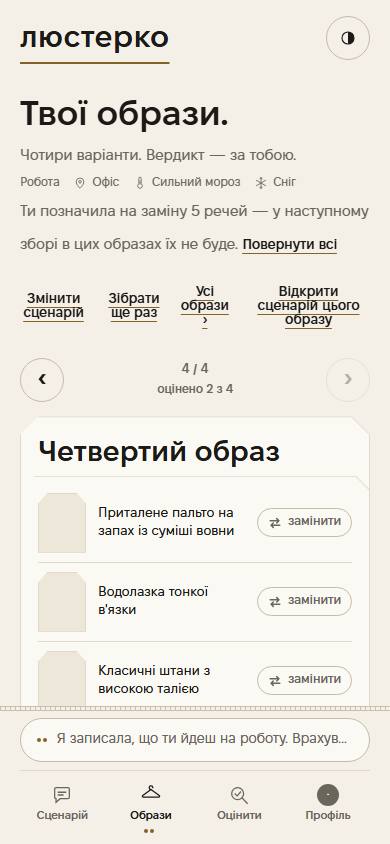 люстерко
Твої образи.
Чотири варіанти. Вердикт — за тобою.
Робота Офіс Сильний мороз Сніг
Ти позначила на заміну 5 речей — у наступному
зборі в цих образах їх не буде. Повернути всі
Змінити
сценарій
Зібрати
ще раз
Усі
образи
›
Відкрити
сценарій цього
образу
‹
4 / 4
оцінено 2 з 4
›
Четвертий образ
Приталене пальто на
запах із суміші вовни
замінити
Водолазка тонкої
в'язки
замінити
Класичні штани з
високою талією
замінити
Я записала, що ти йдеш на роботу. Врахув...
Сценарій Образи Оцінити Профіль